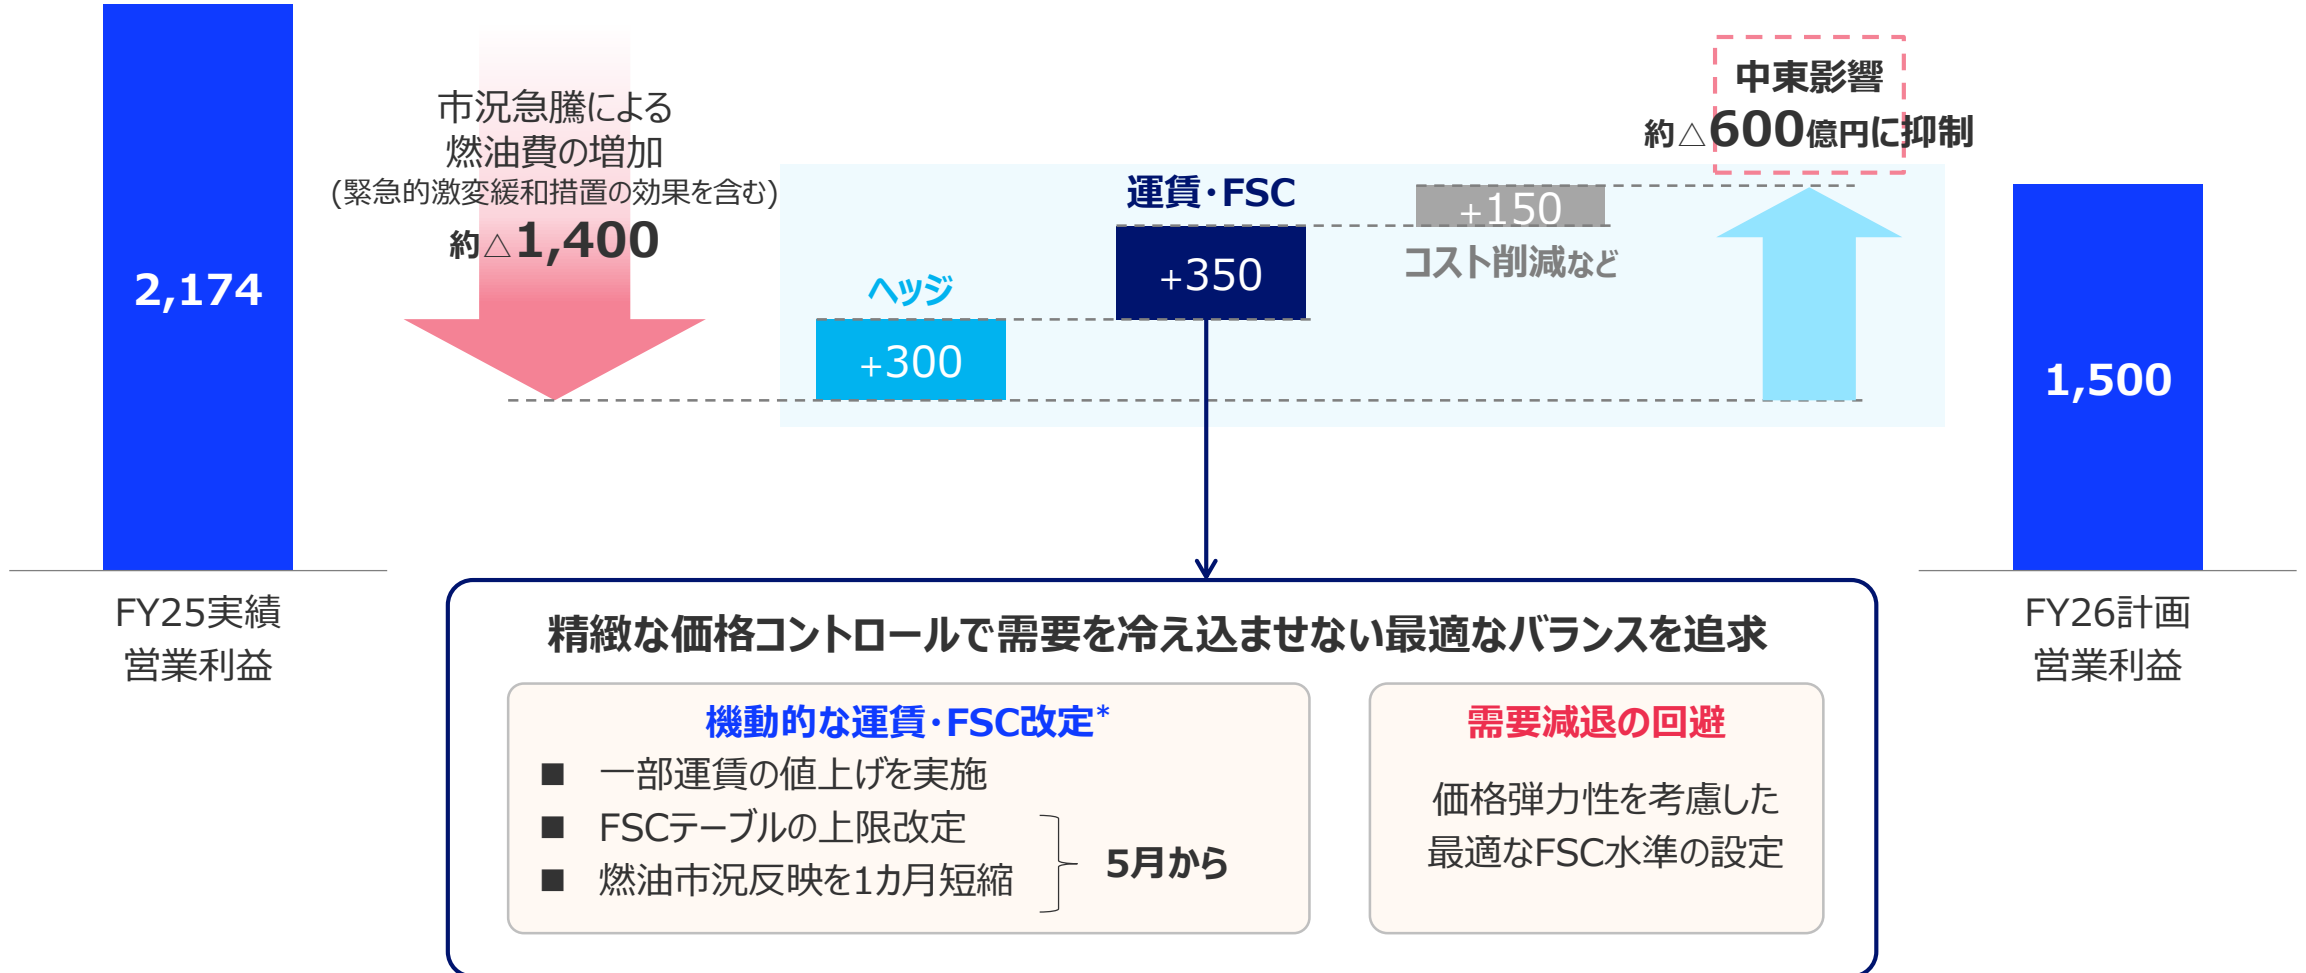 2,174
FY25実績
営業利益
市況急騰による
燃油費の増加
(緊急的激変緩和措置の効果を含む)
約△1,400
ヘッジ
+300
運賃・FSC
+350
+150
コスト削減など
中東影響
約△600億円に抑制
1,500
FY26計画
営業利益
精緻な価格コントロールで需要を冷え込ませない最適なバランスを追求
機動的な運賃・FSC改定*
■ 一部運賃の値上げを実施
■ FSCテーブルの上限改定
■ 燃油市況反映を1カ月短縮
5月から
需要減退の回避
価格弾力性を考慮した
最適なFSC水準の設定